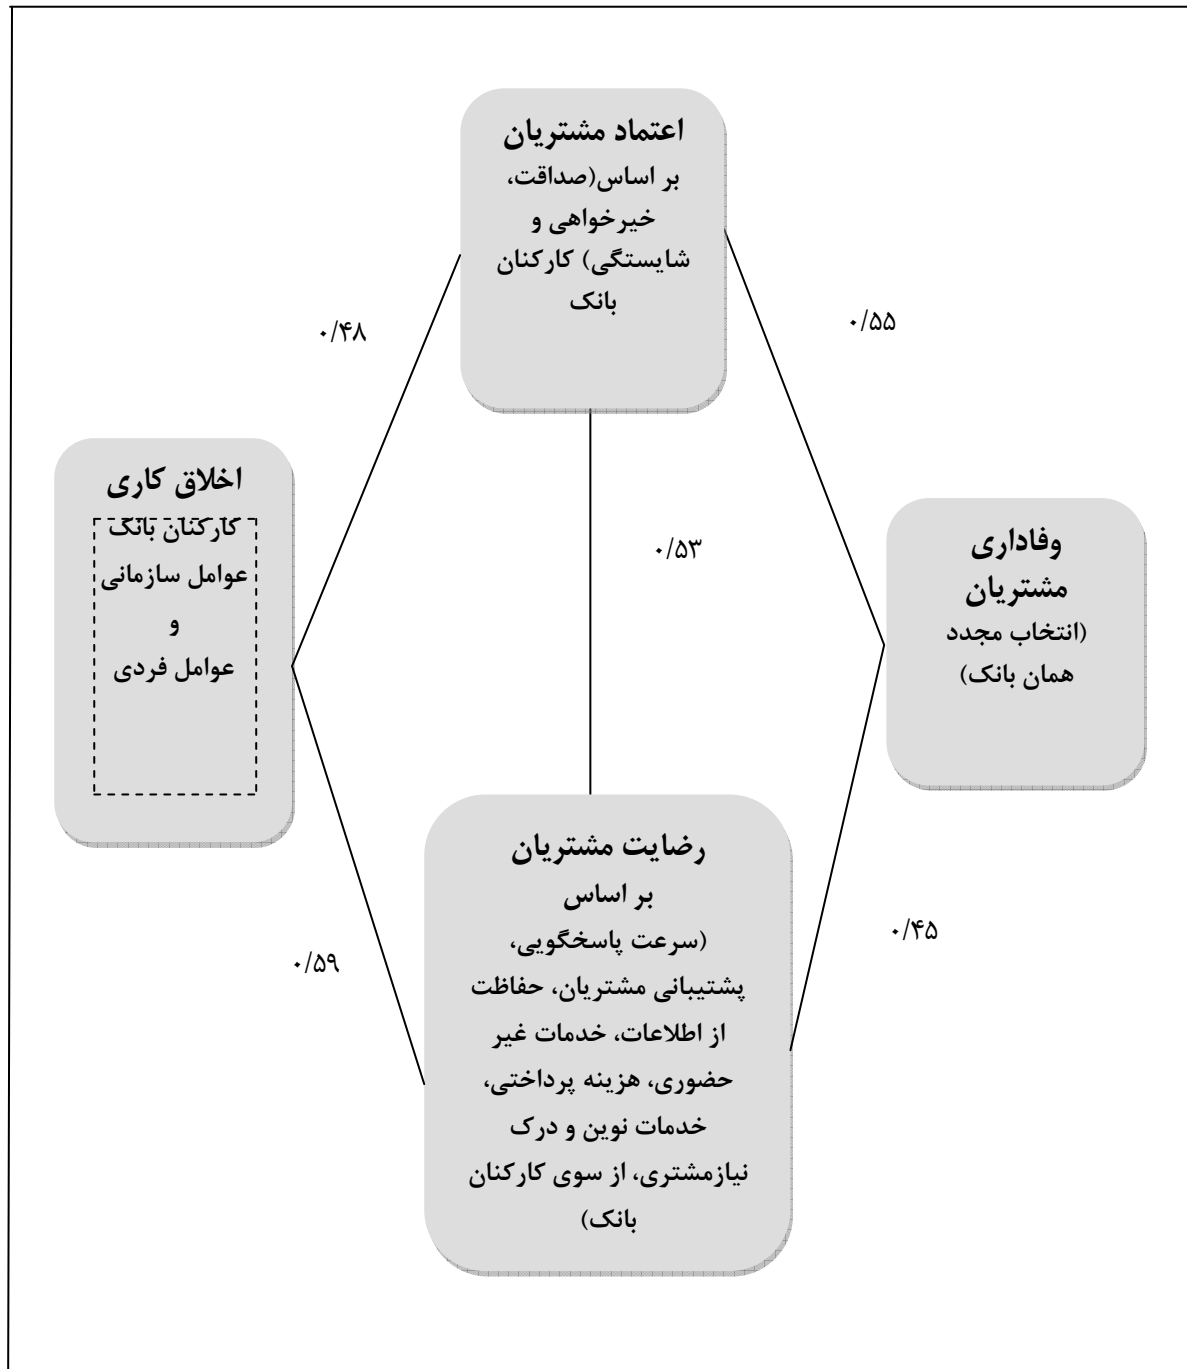 اعتماد مشتریان
بر اساس(صداقت،
خیرخواهی و
شایستگی) کارکنان
بانک
۰/۴۸
۰/۵۵
اخلاق کاری
کارکنان بانک
عوامل سازمانی
و
عوامل فردی
۰/۵۳
وفاداری
مشتریان
(انتخاب مجدد
همان بانک)
رضایت مشتریان
بر اساس
(سرعت پاسخگویی،
پشتیبانی مشتریان، حفاظت
از اطلاعات، خدمات غیر
حضوری، هزینه پرداختی،
خدمات نوین و درک
نیازمشتری، از سوی کارکنان
بانک)
۰/۵۹
۰/۴۵